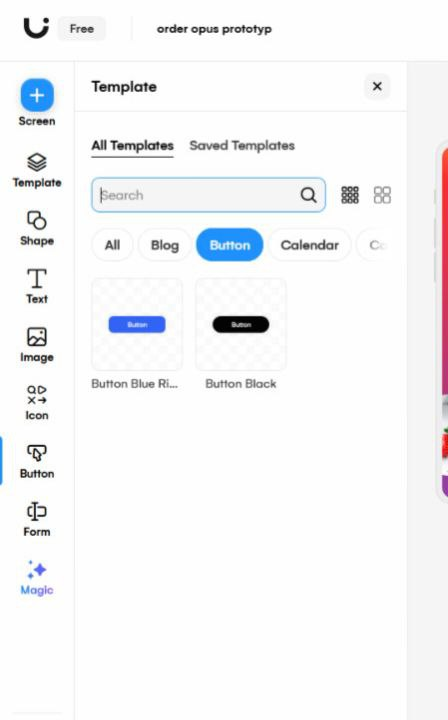 Free
order opus prototyp
Screen
Template
Shape
Text
Image
Icon
Button
Form
Magic
Template
All Templates Saved Templates
Search
All Blog Button Calendar
Button Button
Button Blue Ri... Button Black